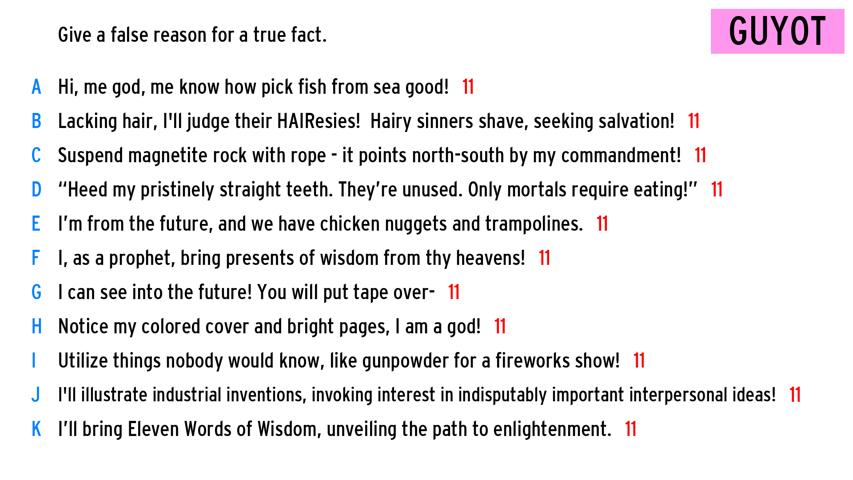 Give a false reason for a true fact.
GUYOT
A Hi, me god, me know how pick fish from sea good! 11
B Lacking hair, I'll judge their HAIResies! Hairy sinners shave, seeking salvation! 11
C Suspend magnetite rock with rope - it points north-south by my commandment! 11
D “Heed my pristinely straight teeth. They’re unused. Only mortals require eating!” 11
E I’m from the future, and we have chicken nuggets and trampolines. 11
F I, as a prophet, bring presents of wisdom from thy heavens! 11
G I can see into the future! You will put tape over- 11
H Notice my colored cover and bright pages, I am a god! 11
I Utilize things nobody would know, like gunpowder for a fireworks show! 11
J I'll illustrate industrial inventions, invoking interest in indisputably important interpersonal ideas! 11
K I’ll bring Eleven Words of Wisdom, unveiling the path to enlightenment. 11